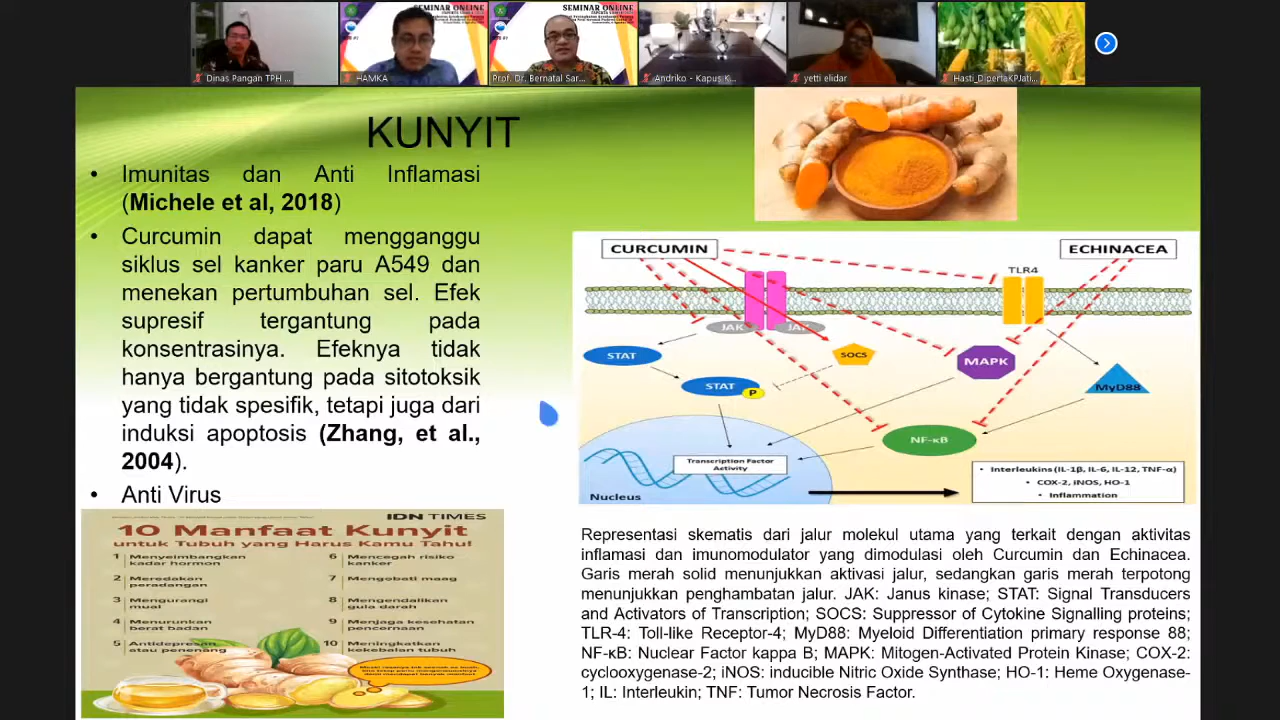 SEMINAR ONLINE
SEMINAR ONLINE
Dinas Pangan TPH ...
HAMKA
Prof. Dr. Bernatal Sar...
Andriko - Kapus K...
yetti elidar
Hasti_DipertaKPJati...
KUNYIT
• Imunitas dan Anti Inflamasi
(Michele et al, 2018)
• Curcumin dapat mengganggu
siklus sel kanker paru A549 dan
menekan pertumbuhan sel. Efek
supresif tergantung pada
konsentrasinya. Efeknya tidak
hanya bergantung pada sitotoksik
yang tidak spesifik, tetapi juga dari
induksi apoptosis (Zhang, et al.,
2004).
• Anti Virus
IDN TIMES
10 Manfaat Kunyit
untuk Tubuh yang Harus Kamu Tahu!
1 Menyeimbangkan
kadar hormon
2 Meredakan
peradangan
3 Mengurangi
mual
4 Menurunkan
berat badan
5 Antidepresan
atau penenang
6 Mencegah risiko
kanker
7 Mengobati maag
8 Mengendalikan
gula darah
9 Menjaga kesehatan
pencernaan
10 Meningkatkan
kekebalan tubuh
CURCUMIN
ECHINACEA
TLR4
JAK
STAT
SOCS
MAPK
STAT
P
MyD88
NF-κB
Transcription Factor
Activity
Nucleus
• Interleukins (IL-1β, IL-6, IL-12, TNF-α)
• COX-2, iNOS, HO-1
• Inflammation
Representasi skematis dari jalur molekul utama yang terkait dengan aktivitas
inflamasi dan imunomodulator yang dimodulasi oleh Curcumin dan Echinacea.
Garis merah solid menunjukkan aktivasi jalur, sedangkan garis merah terpotong
menunjukkan penghambatan jalur. JAK: Janus kinase; STAT: Signal Transducers
and Activators of Transcription; SOCS: Suppressor of Cytokine Signalling proteins;
TLR-4: Toll-like Receptor-4; MyD88: Myeloid Differentiation primary response 88;
NF-κB: Nuclear Factor kappa B; MAPK: Mitogen-Activated Protein Kinase; COX-2:
cyclooxygenase-2; iNOS: inducible Nitric Oxide Synthase; HO-1: Heme Oxygenase-
1; IL: Interleukin; TNF: Tumor Necrosis Factor.